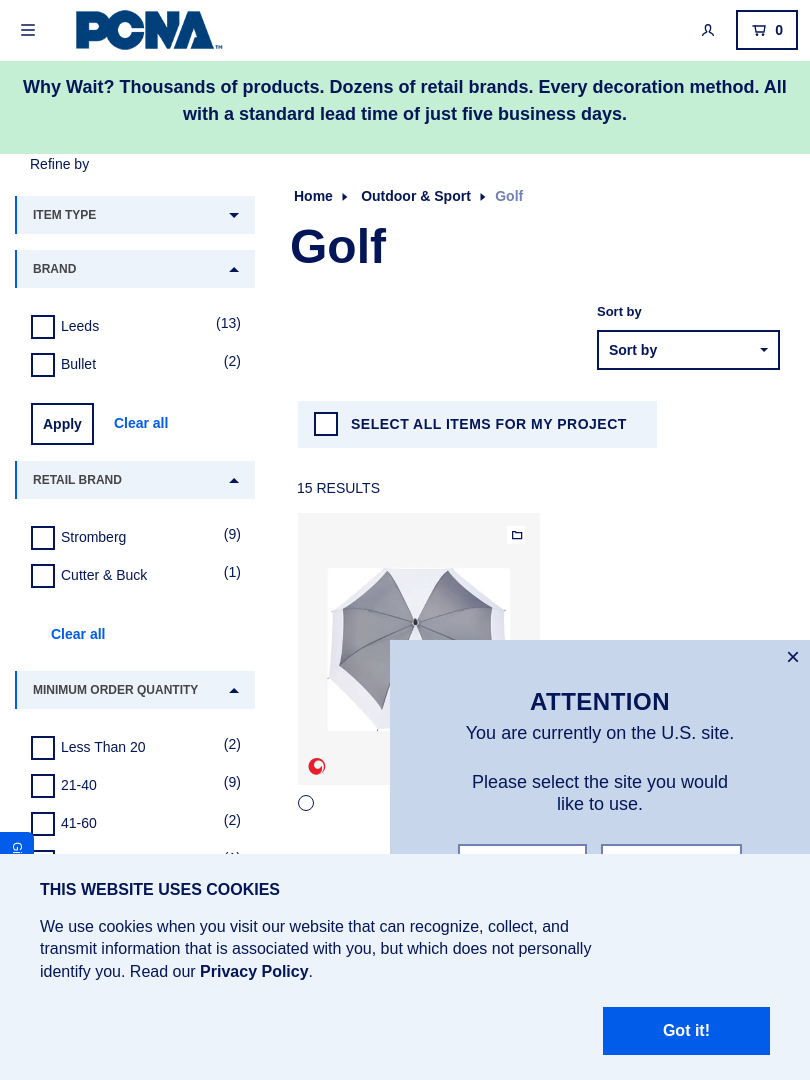 PCNA™
0
Why Wait? Thousands of products. Dozens of retail brands. Every decoration method. All
with a standard lead time of just five business days.
Refine by
ITEM TYPE
BRAND
Leeds (13)
Bullet (2)
Apply Clear all
RETAIL BRAND
Stromberg (9)
Cutter & Buck (1)
Clear all
MINIMUM ORDER QUANTITY
Less Than 20 (2)
21-40 (9)
41-60 (2)
Home Outdoor & Sport Golf
Golf
Sort by
Sort by
SELECT ALL ITEMS FOR MY PROJECT
15 RESULTS
ATTENTION
You are currently on the U.S. site.
Please select the site you would
like to use.
THIS WEBSITE USES COOKIES
We use cookies when you visit our website that can recognize, collect, and
transmit information that is associated with you, but which does not personally
identify you. Read our Privacy Policy.
Got it!